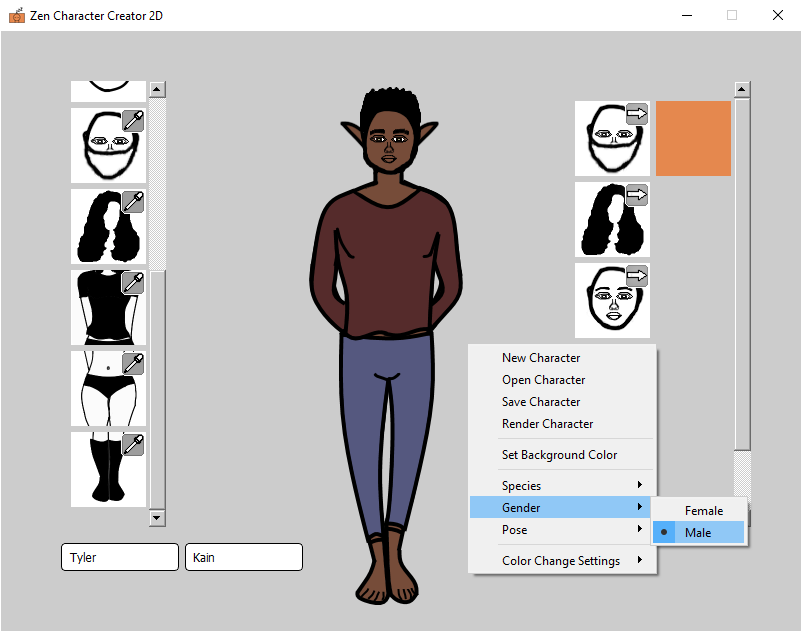 Zen Character Creator 2D
New Character
Open Character
Save Character
Render Character
Set Background Color
Species
Gender
Female
Pose
Male
Color Change Settings
Tyler
Kain